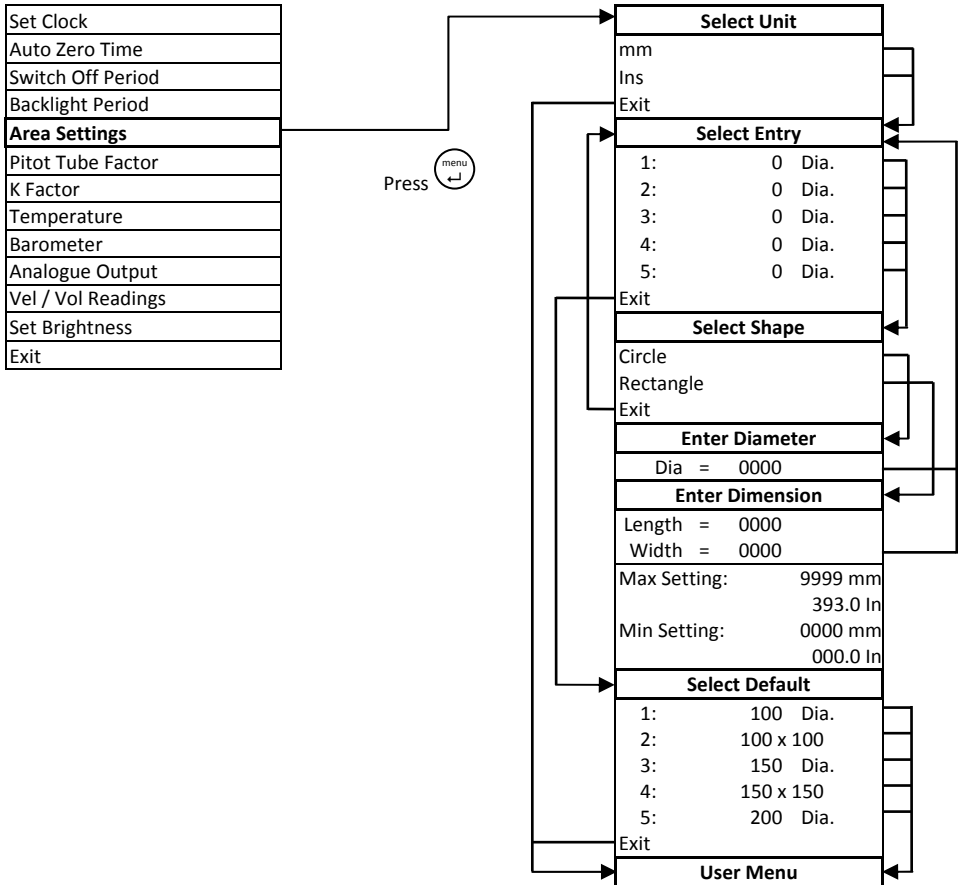 Set Clock
Auto Zero Time
Switch Off Period
Backlight Period
Area Settings
Pitot Tube Factor
K Factor
Temperature
Barometer
Analogue Output
Vel / Vol Readings
Set Brightness
Exit
Press menu
Select Unit
mm
Ins
Exit
Select Entry
1: 0 Dia.
2: 0 Dia.
3: 0 Dia.
4: 0 Dia.
5: 0 Dia.
Exit
Select Shape
Circle
Rectangle
Exit
Enter Diameter
Dia = 0000
Enter Dimension
Length = 0000
Width = 0000
Max Setting: 9999 mm
393.0 In
Min Setting: 0000 mm
000.0 In
Select Default
1: 100 Dia.
2: 100 x 100
3: 150 Dia.
4: 150 x 150
5: 200 Dia.
Exit
User Menu